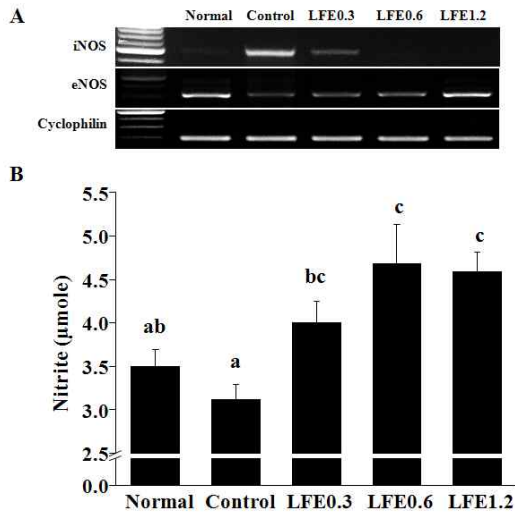 A
Normal Control LFE0.3 LFE0.6 LFE1.2
iNOS
eNOS
Cyclophilin
B
Nitrite (μmole)
5.5
5.0
4.5
4.0
3.5
3.0
2.5
2.5
0.0
ab
a
bc
c
c
Normal Control LFE0.3 LFE0.6 LFE1.2